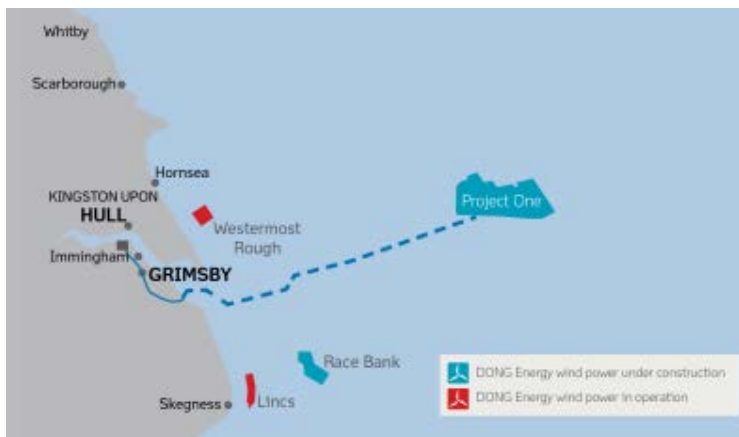 Whitby
Scarborough
Hornsea
KINGSTON UPON
HULL
Project One
Westermost
Rough
Immingham
GRIMSBY
Race Bank
DONG Energy wind power under construction
DONG Energy wind power in operation
Skegness
Lincs